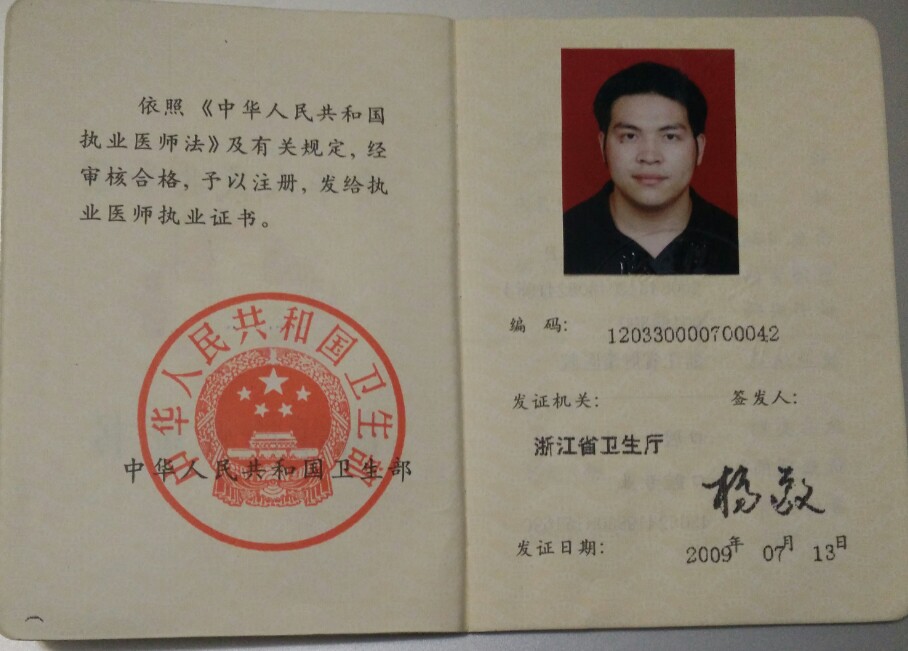 依照《中华人民共和国
执业医师法》及有关规定,经
审核合格,予以注册,发给执
业医师执业证书。
中华人民共和国卫生部
中华人民共和国卫生部
编 码: 120330000700042
发证机关: 签发人:
浙江省卫生厅
杨敬
发证日期: 2009年 07月 13日